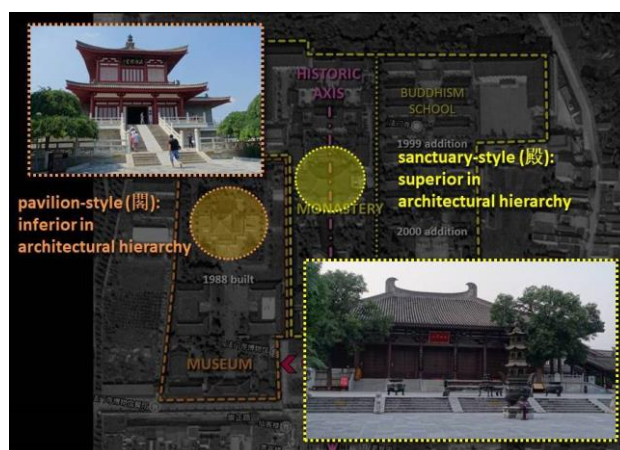 HISTORIC
AXIS
BUDDHISM
SCHOOL
1999 addition
sanctuary-style (殿):
superior in
architectural hierarchy
pavilion-style (閣):
inferior in
architectural hierarchy
MONASTERY
2000 addition
1988 built
MUSEUM